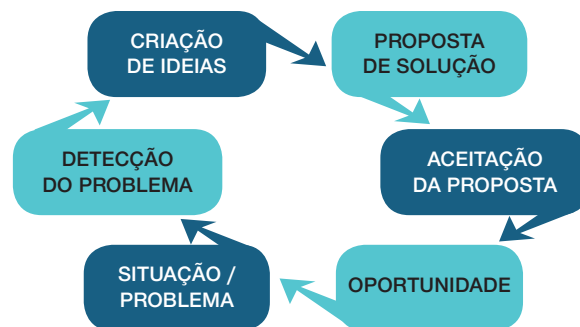 CRIAÇÃO
DE IDEIAS
PROPOSTA
DE SOLUÇÃO
DETECÇÃO
DO PROBLEMA
ACEITAÇÃO
DA PROPOSTA
SITUAÇÃO /
PROBLEMA
OPORTUNIDADE